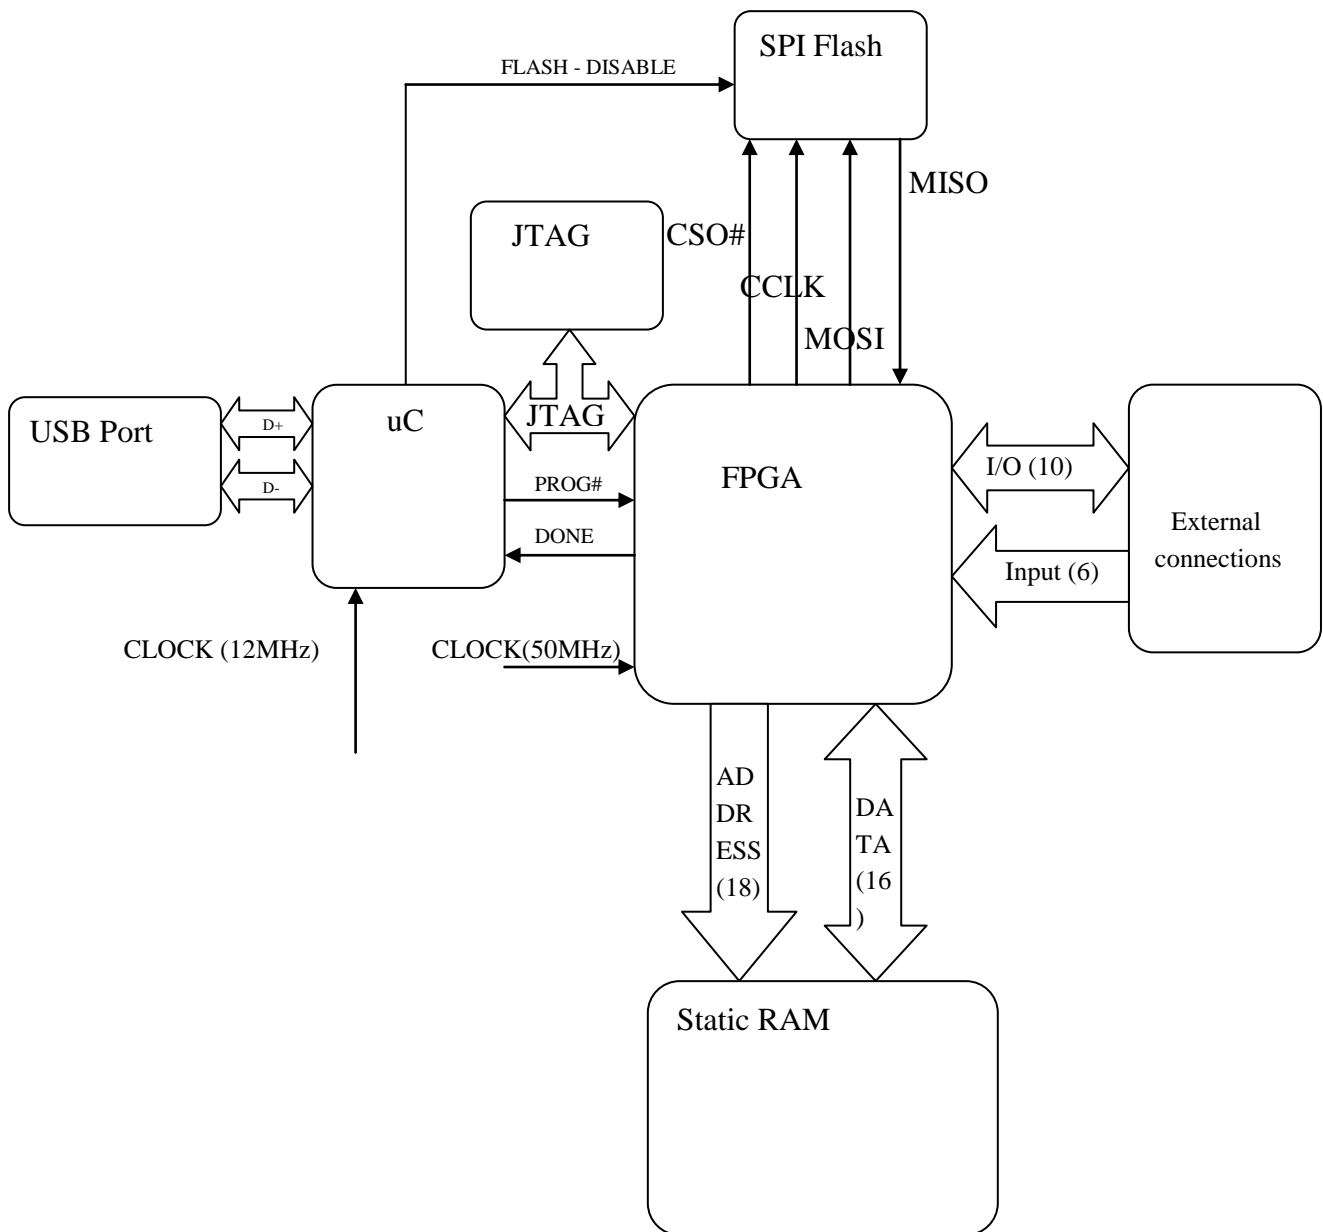 SPI Flash
FLASH - DISABLE
MISO
JTAG
CSO#
CCLK
MOSI
USB Port
D+
D-
uC
JTAG
PROG#
DONE
FPGA
I/O (10)
Input (6)
External
connections
CLOCK (12MHz)
CLOCK(50MHz)
AD
DR
ESS
(18)
DA
TA
(16
)
Static RAM